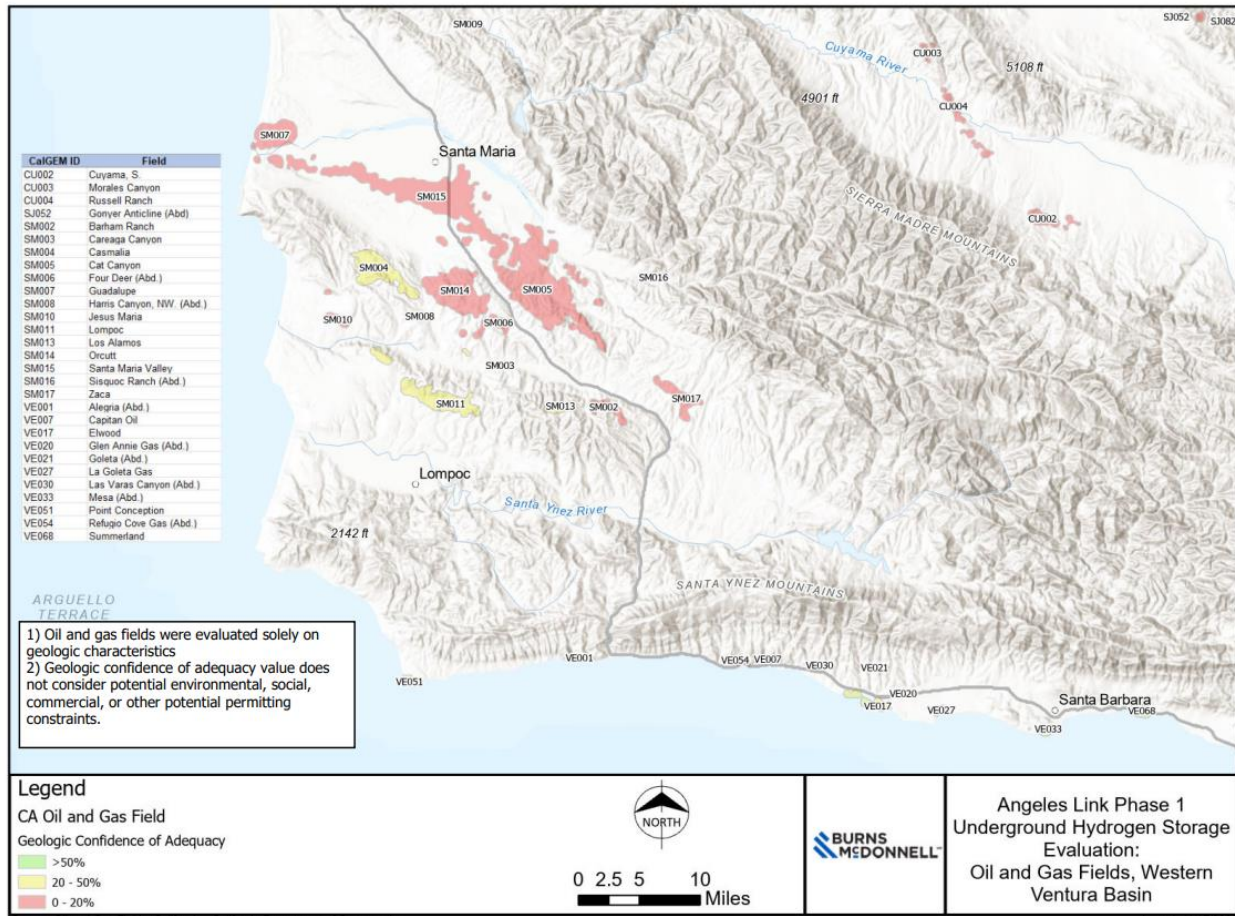 SM009
SJ052
SJ082
CU003
Cuyama River
5108 ft
4901 ft
CU004
SM007
Santa Maria
CalGEM ID Field
CU002 Cuyama, S.
CU003 Morales Canyon
CU004 Russell Ranch
SJ052 Gonyer Anticline (Abd)
SM002 Barham Ranch
SM003 Careaga Canyon
SM004 Casmalia
SM005 Cat Canyon
SM006 Four Deer (Abd.)
SM007 Guadalupe
SM008 Harris Canyon, NW. (Abd.)
SM010 Jesus Maria
SM011 Lompoc
SM013 Los Alamos
SM014 Orcutt
SM015 Santa Maria Valley
SM016 Sisquoc Ranch (Abd.)
SM017 Zaca
VE001 Alegria (Abd.)
VE007 Capitan Oil
VE017 Elwood
VE020 Glen Annie Gas (Abd.)
VE021 Goleta (Abd.)
VE027 La Goleta Gas
VE030 Las Varas Canyon (Abd.)
VE033 Mesa (Abd.)
VE051 Point Conception
VE054 Refugio Cove Gas (Abd.)
VE068 Summerland
SM015
SIERRA MADRE MOUNTAINS
CU002
SM004
SM016
SM014
SM005
SM008
SM010
SM006
SM003
SM017
SM011
SM013
SM002
Lompoc
Santa Ynez River
2142 ft
SANTA YNEZ MOUNTAINS
ARGUELLO
TERRACE
VE001
VE054
VE007
VE030
VE021
VE051
VE020
VE017
VE027
Santa Barbara
VE068
VE033
1) Oil and gas fields were evaluated solely on
geologic characteristics
2) Geologic confidence of adequacy value does
not consider potential environmental, social,
commercial, or other potential permitting
constraints.
Legend
CA Oil and Gas Field
Geologic Confidence of Adequacy
>50%
20 - 50%
0 - 20%
NORTH
0 2.5 5 10
Miles
BURNS
McDONNELL
Angeles Link Phase 1
Underground Hydrogen Storage
Evaluation:
Oil and Gas Fields, Western
Ventura Basin